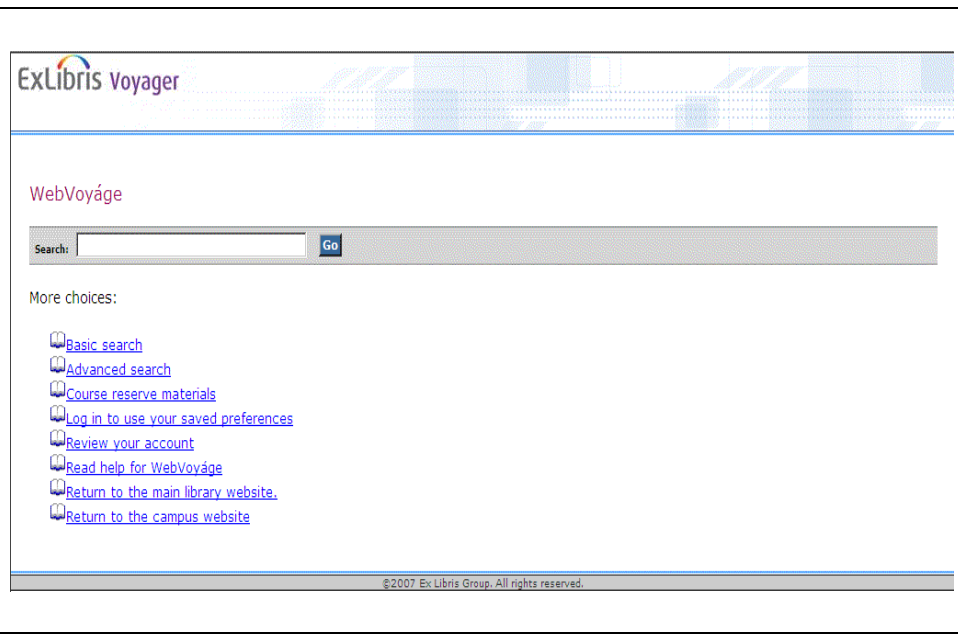 ExLibris Voyager
WebVoyáge
Search: Go
More choices:
Basic search
Advanced search
Course reserve materials
Log in to use your saved preferences
Review your account
Read help for WebVoyáge
Return to the main library website.
Return to the campus website
©2007 Ex Libris Group. All rights reserved.